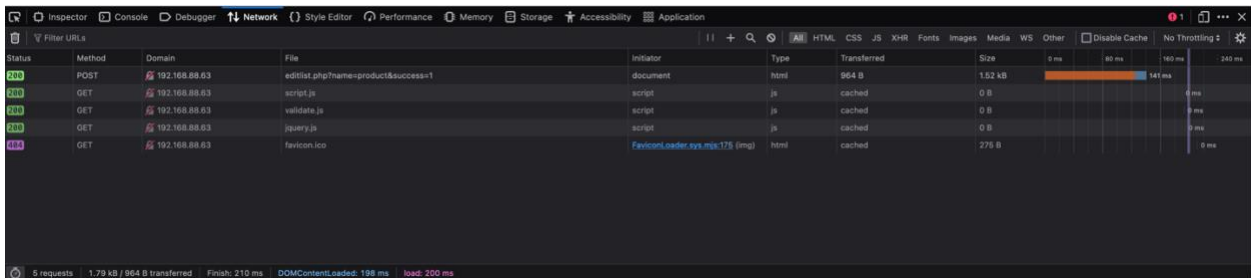 Inspector Console Debugger Network {} Style Editor Performance Memory Storage Accessibility Application 1
Filter URLs All HTML CSS JS XHR Fonts Images Media WS Other Disable Cache No Throttling
Status Method Domain File Initiator Type Transferred Size 0 ms 80 ms 160 ms 240 ms
200 POST 192.168.88.63 editlist.php?name=product&success=1 document html 964 B 1.52 kB 141 ms
200 GET 192.168.88.63 script.js script js cached 0 B 0 ms
200 GET 192.168.88.63 validate.js script js cached 0 B 0 ms
200 GET 192.168.88.63 jquery.js script js cached 0 B 0 ms
404 GET 192.168.88.63 favicon.ico FaviconLoader.sys.mjs:175 (img) html cached 275 B 0 ms
5 requests 1.79 kB / 964 B transferred Finish: 210 ms DOMContentLoaded: 198 ms load: 200 ms